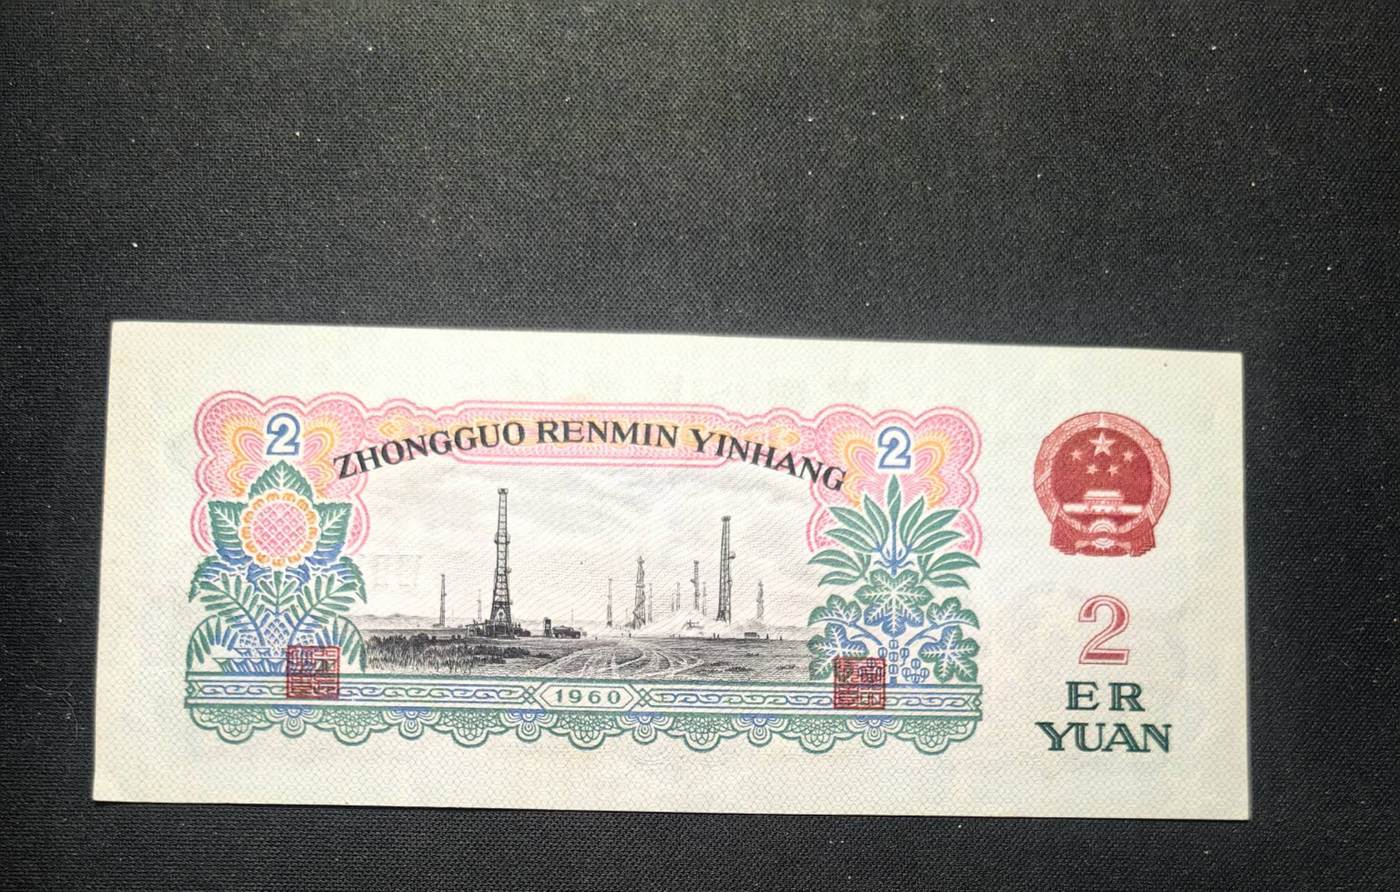 2
2
ZHONGGUO RENMIN YINHANG
1960
2
ER
YUAN